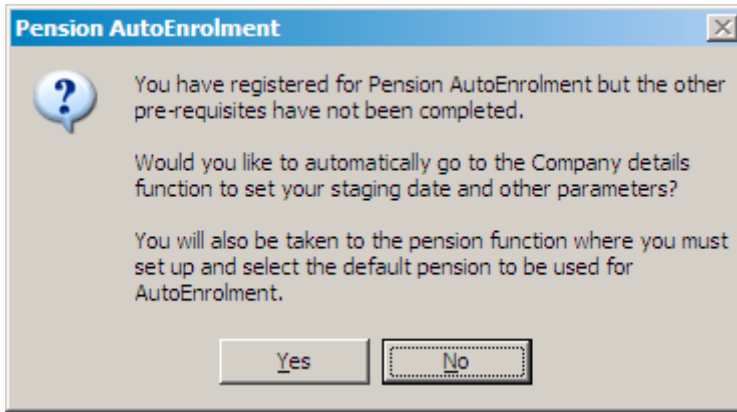 Pension AutoEnrolment
You have registered for Pension AutoEnrolment but the other
pre-requisites have not been completed.
Would you like to automatically go to the Company details
function to set your staging date and other parameters?
You will also be taken to the pension function where you must
set up and select the default pension to be used for
AutoEnrolment.
Yes
No